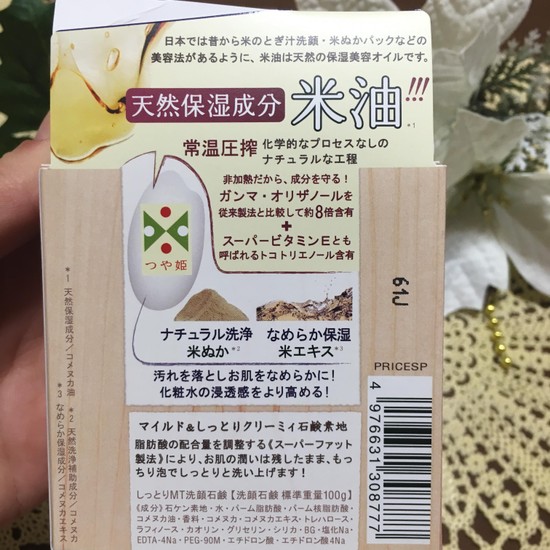 日本では昔から米のとぎ汁洗顔・米ぬかパックなどの
美容法があるように、米油は天然の保湿美容オイルです。
天然保湿成分 米油!!! *1
常温圧搾 化学的なプロセスなしの
ナチュラルな工程
非加熱だから、成分を守る!
ガンマ・オリザノールを
従来製法と比較して約8倍含有
+
スーパービタミンEとも
呼ばれるトコトリエノール含有
つや姫
ナチュラル洗浄
米ぬか*2
なめらか保湿
米エキス*3
汚れを落としお肌をなめらかに!
化粧水の浸透感をより高める!
*1 天然保湿成分/コメヌカ油
*2 天然洗浄補助成分/コメヌカ
*3 なめらか保湿成分/コメヌカエキス
61J
PRICESP
4 976631 308777
マイルド&しっとりクリーミィ石鹸素地
脂肪酸の配合量を調整する《スーパーファット
製法》により、お肌の潤いは残したまま、もっ
ちり泡でしっとりと洗い上げます!
しっとりMT洗顔石鹸【洗顔石鹸 標準重量100g】
《成分》石ケン素地・水・パーム脂肪酸・パーム核脂肪酸・
コメヌカ油・香料・コメヌカ・コメヌカエキス・トレハロース・
ラフィノース・カオリン・グリセリン・シリカ・BG・塩化Na・
EDTA-4Na・PEG-90M・エチドロン酸・エチドロン酸4Na